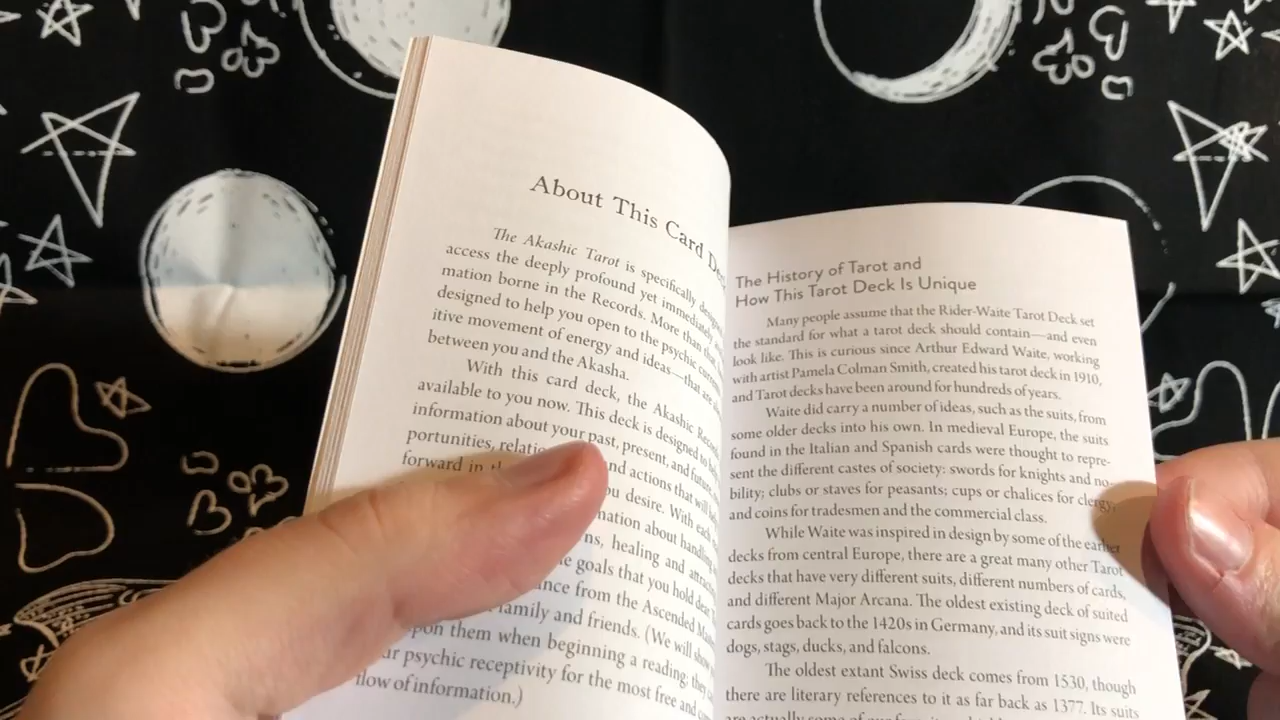 About This Card
The Akashic Tarot is specifically
access the deeply profound yet immediately
mation borne in the Records. More than that,
designed to help you open to the psychic
itive movement of energy and ideas—that are
between you and the Akasha.
With this card deck, the Akashic
available to you now. This deck is designed to
information about your past, present, and future,
portunities, and actions that will
forward in desire. With each
about handling
healing and
goals that you hold dear.
from the Ascended
family and friends. (We will show
upon them when beginning a reading; they
psychic receptivity for the most free and
flow of information.)
The History of Tarot and
How This Tarot Deck Is Unique
Many people assume that the Rider-Waite Tarot Deck set
the standard for what a tarot deck should contain—and even
look like. This is curious since Arthur Edward Waite, working
with artist Pamela Colman Smith, created his tarot deck in 1910,
and Tarot decks have been around for hundreds of years.
Waite did carry a number of ideas, such as the suits, from
some older decks into his own. In medieval Europe, the suits
found in the Italian and Spanish cards were thought to repre-
sent the different castes of society: swords for knights and no-
bility; clubs or staves for peasants; cups or chalices for clergy;
and coins for tradesmen and the commercial class.
While Waite was inspired in design by some of the earlier
decks from central Europe, there are a great many other Tarot
decks that have very different suits, different numbers of cards,
and different Major Arcana. The oldest existing deck of suited
cards goes back to the 1420s in Germany, and its suit signs were
dogs, stags, ducks, and falcons.
The oldest extant Swiss deck comes from 1530, though
there are literary references to it as far back as 1377. Its suits
are actually some of our